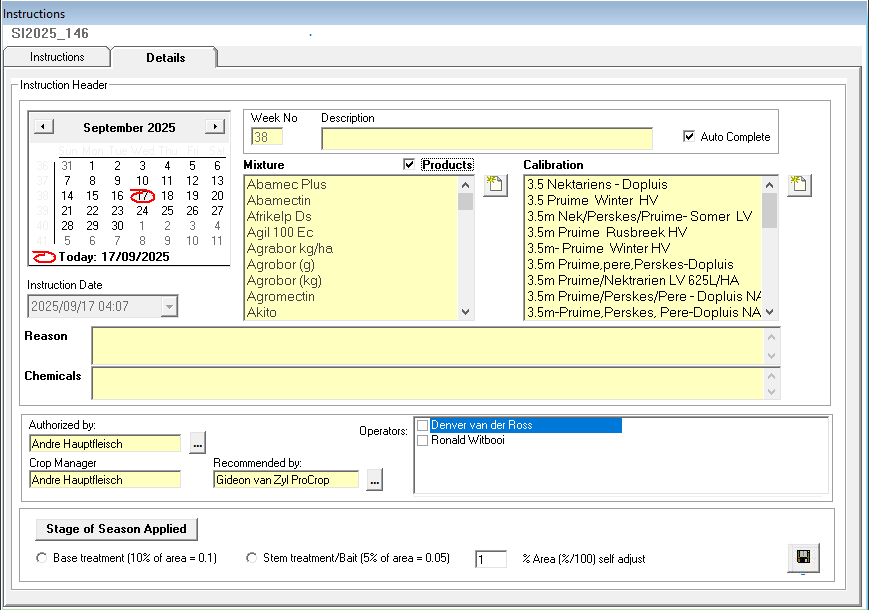 Instructions
SI2025_146
Instructions
Details
Instruction Header
September 2025
Sun Mon Tue Wed Thu Fri Sat
36 31 1 2 3 4 5 6
37 7 8 9 10 11 12 13
38 14 15 16 17 18 19 20
39 21 22 23 24 25 26 27
40 28 29 30 1 2 3 4
41 5 6 7 8 9 10 11
Today: 17/09/2025
Instruction Date
2025/09/17 04:07
Week No
38
Description
Auto Complete
Mixture
Products
Abamec Plus
Abamectin
Afrikelp Ds
Agil 100 Ec
Agrabor kg/ha
Agrobor (g)
Agrobor (kg)
Agromectin
Akito
Calibration
3.5 Nektariens - Dopluis
3.5 Pruime Winter HV
3.5m Nek/Perskes/Pruime- Somer LV
3.5m Pruime Rusbreek HV
3.5m- Pruime Winter HV
3.5m Pruime,pere,Perskes-Dopluis
3.5m Pruime/Nektrarien LV 625L/HA
3.5m Pruime/Perskes/Pere - Dopluis NA
3.5m-Pruime,Perskes, Pere-Dopluis NA
Reason
Chemicals
Authorized by:
Andre Hauptfleisch
...
Crop Manager
Andre Hauptfleisch
Recommended by:
Gideon van Zyl ProCrop
...
Operators:
Denver van der Ross
Ronald Witbooi
Stage of Season Applied
Base treatment (10% of area = 0.1)
Stem treatment/Bait (5% of area = 0.05)
1
% Area (%/100) self adjust